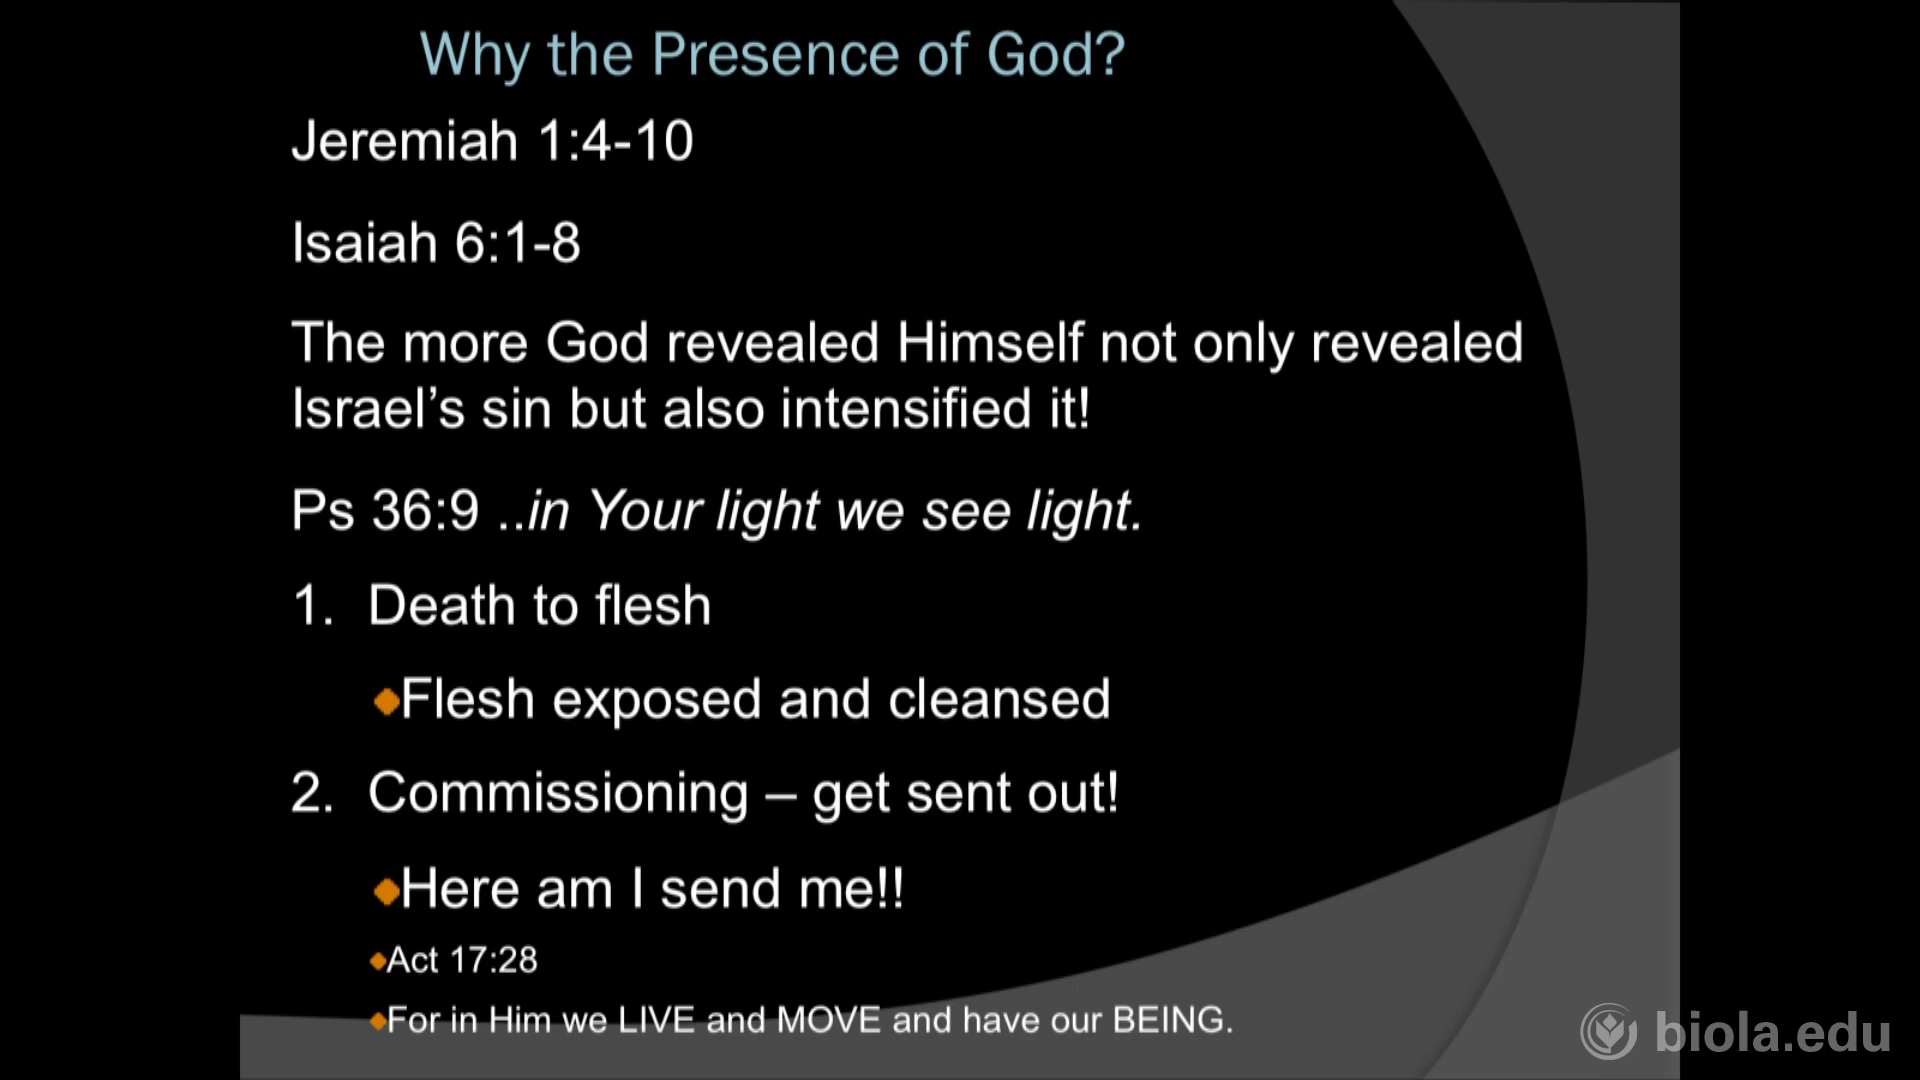 Why the Presence of God?
Jeremiah 1:4-10
Isaiah 6:1-8
The more God revealed Himself not only revealed
Israel’s sin but also intensified it!
Ps 36:9 ..in Your light we see light.
1. Death to flesh
◆Flesh exposed and cleansed
2. Commissioning – get sent out!
◆Here am I send me!!
◆Act 17:28
◆For in Him we LIVE and MOVE and have our BEING.
biola.edu